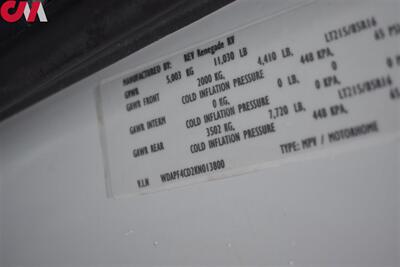 CMA
MANUFACTURED BY: REV Renegade RV
GVWR 5,003 KG 11,030 LB
GAWR FRONT 2000 KG, 4,410 LB LT215/85R16
COLD INFLATION PRESSURE 448 KPA, 65 PSI
GAWR INTERM 0 KG, 0 LB 0
COLD INFLATION PRESSURE 0 KPA,
GAWR REAR 3502 KG, 7,720 LB LT215/85R16
COLD INFLATION PRESSURE 448 KPA, 65
V.I.N WDAPF4CD2KN013800 TYPE: MPV / MOTORHOME